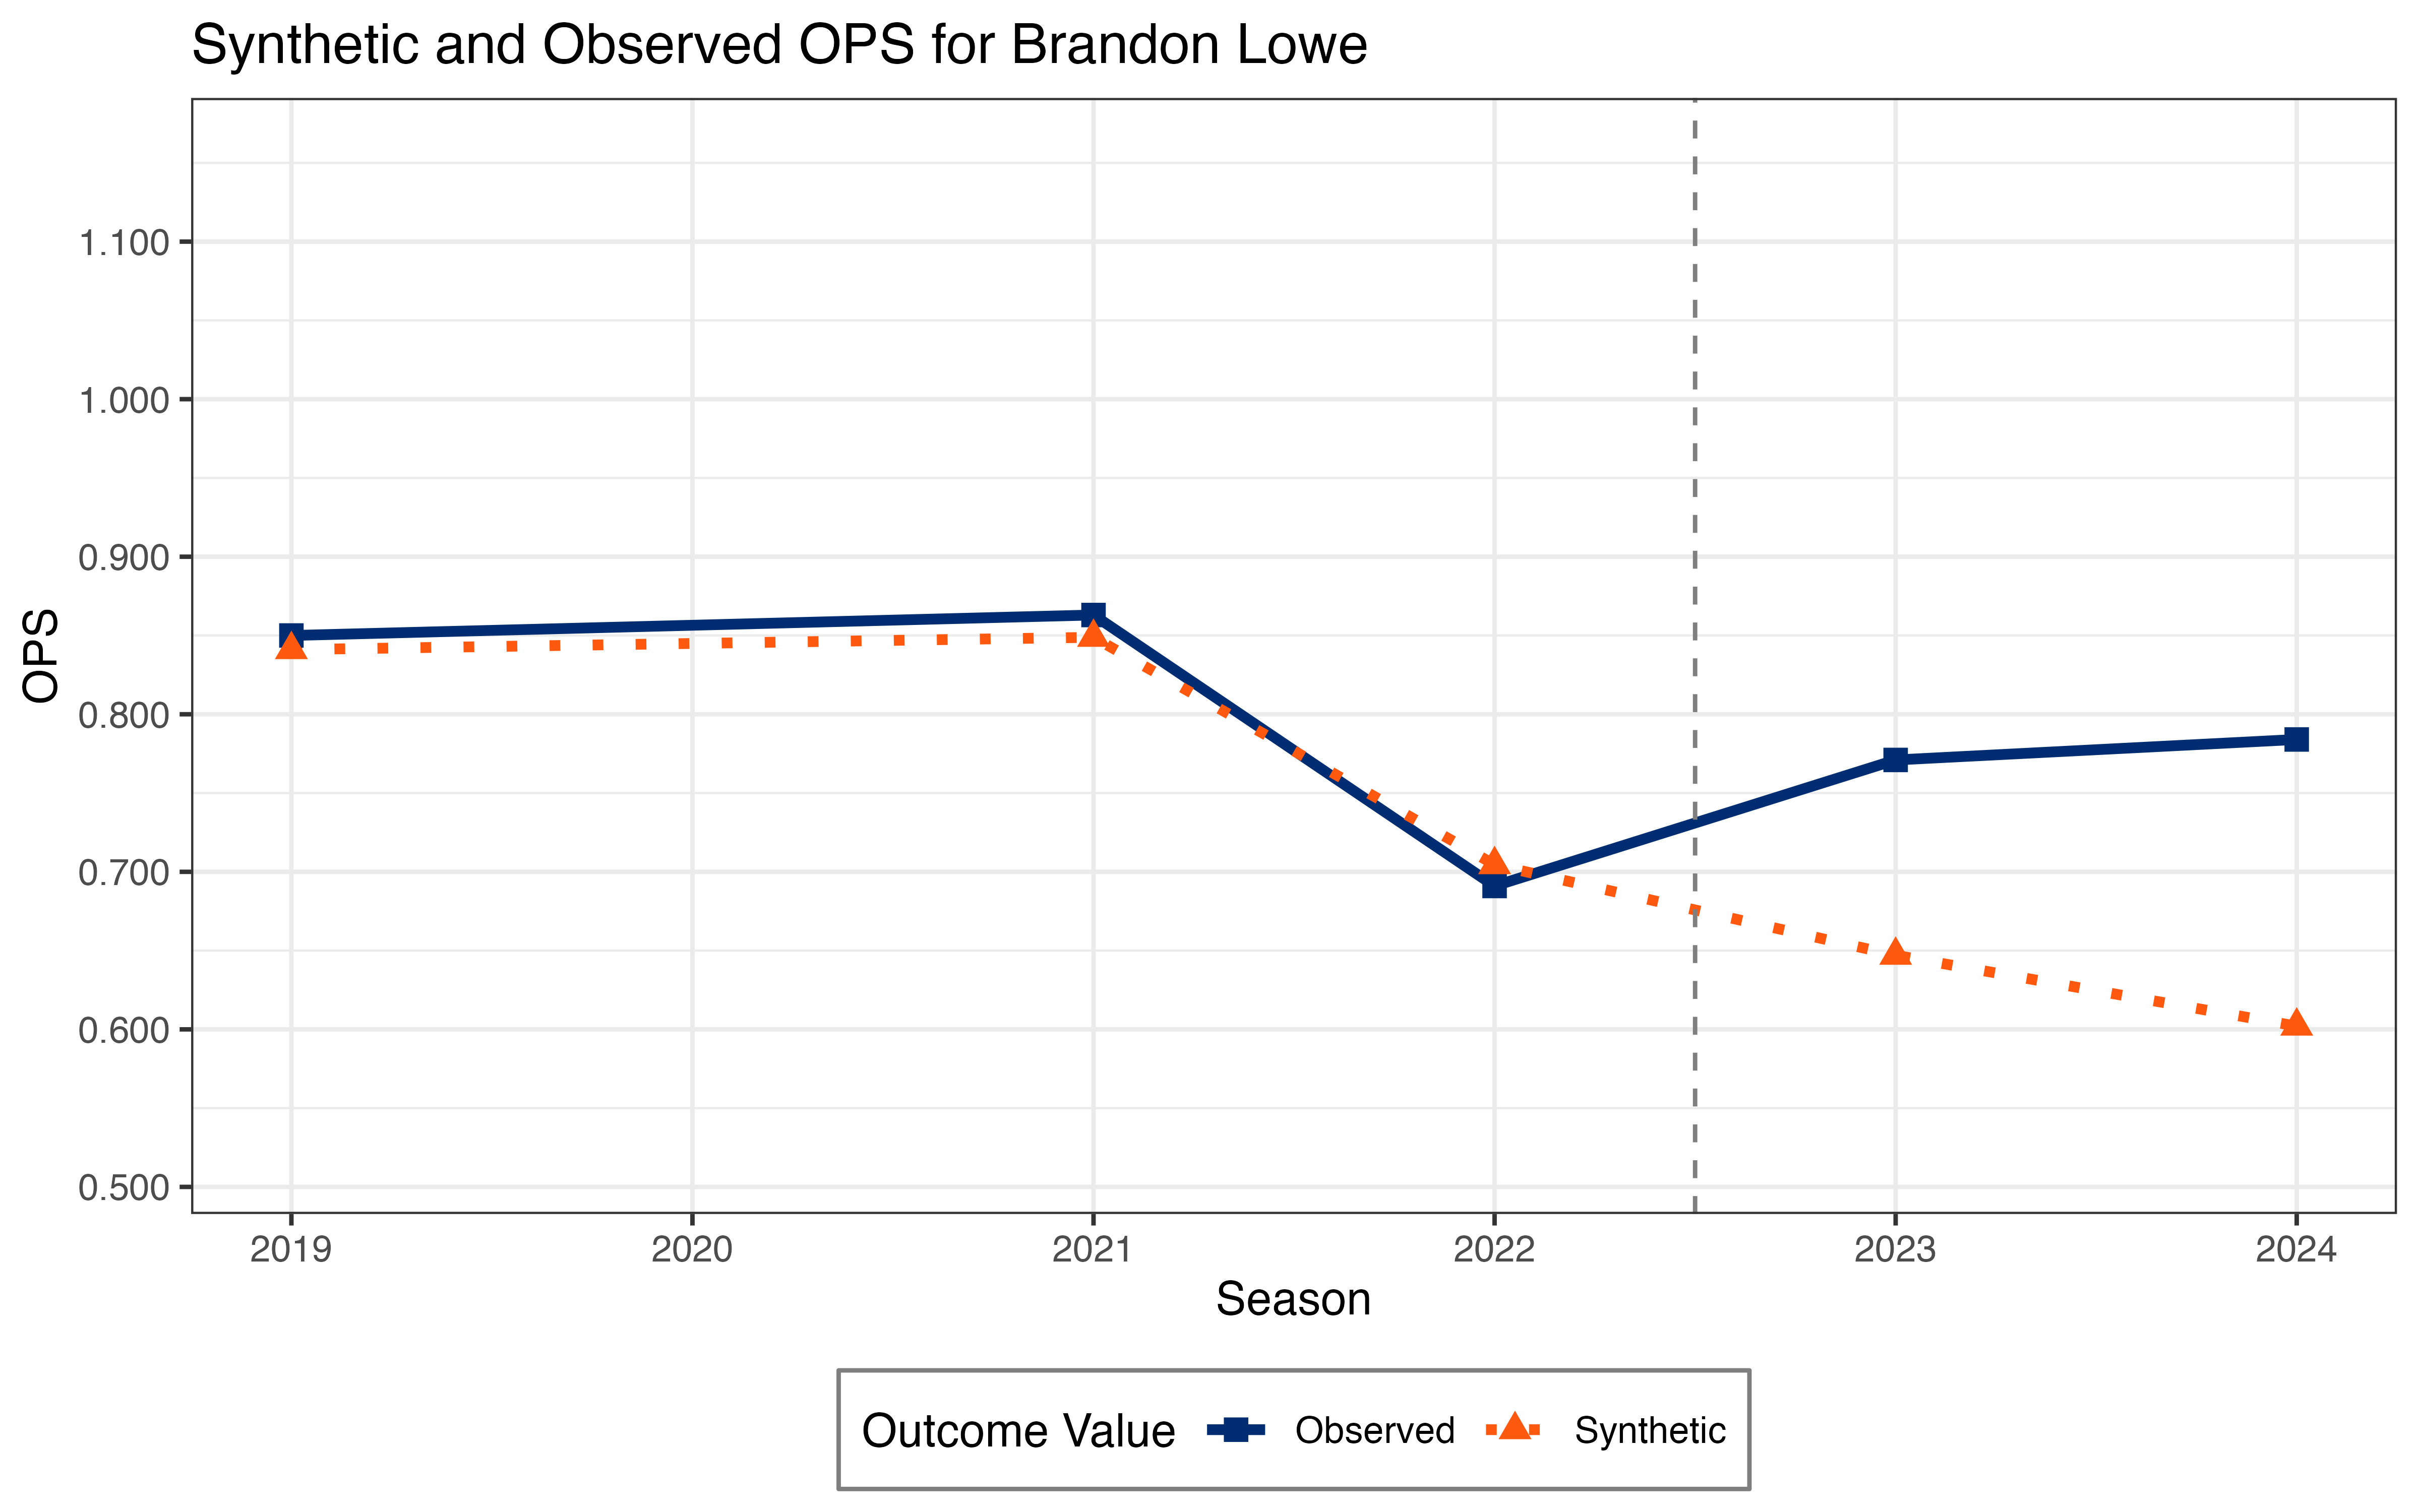 Synthetic and Observed OPS for Brandon Lowe
OPS
1.100
1.000
0.900
0.800
0.700
0.600
0.500
2019 2020 2021 2022 2023 2024
Season
Outcome Value Observed Synthetic